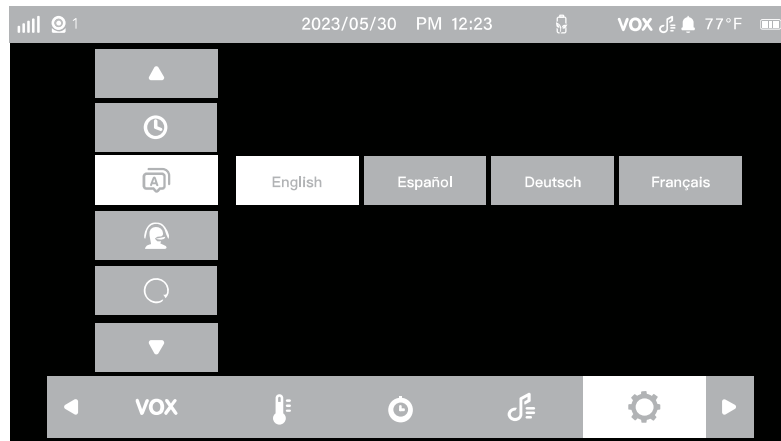 1 2023/05/30 PM 12:23 VOX 77°F
A
English Español Deutsch Français
VOX